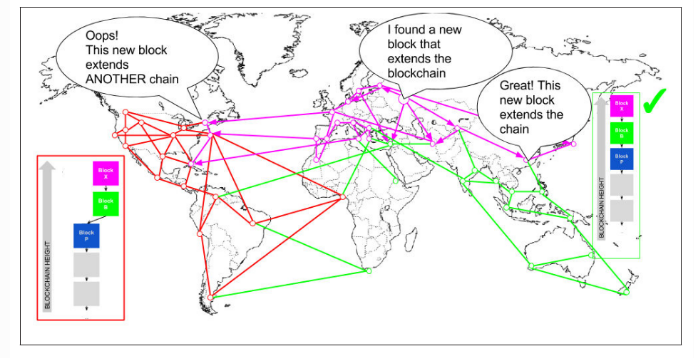 Oops!
This new block
extends
ANOTHER chain
I found a new
block that
extends the
blockchain
Great! This
new block
extends the
chain
BLOCKCHAIN HEIGHT
Block
X
Block
B
Block
P
BLOCKCHAIN HEIGHT
Block
X
Block
B
Block
P